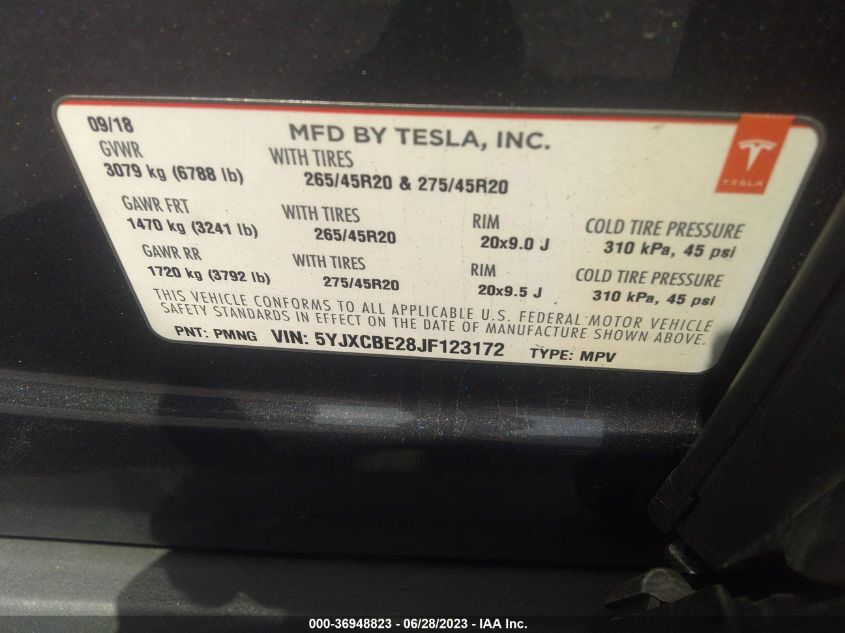 09/18
MFD BY TESLA, INC.
TESLA
GVWR
3079 kg (6788 lb)
WITH TIRES
265/45R20 & 275/45R20
GAWR FRT
1470 kg (3241 lb)
WITH TIRES
265/45R20
RIM
20x9.0 J
COLD TIRE PRESSURE
310 kPa, 45 psi
GAWR RR
1720 kg (3792 lb)
WITH TIRES
275/45R20
RIM
20x9.5 J
COLD TIRE PRESSURE
310 kPa, 45 psi
THIS VEHICLE CONFORMS TO ALL APPLICABLE U.S. FEDERAL MOTOR VEHICLE
SAFETY STANDARDS IN EFFECT ON THE DATE OF MANUFACTURE SHOWN ABOVE.
PNT: PMNG VIN: 5YJXCBE28JF123172 TYPE: MPV
000-36948823 - 06/28/2023 - IAA Inc.